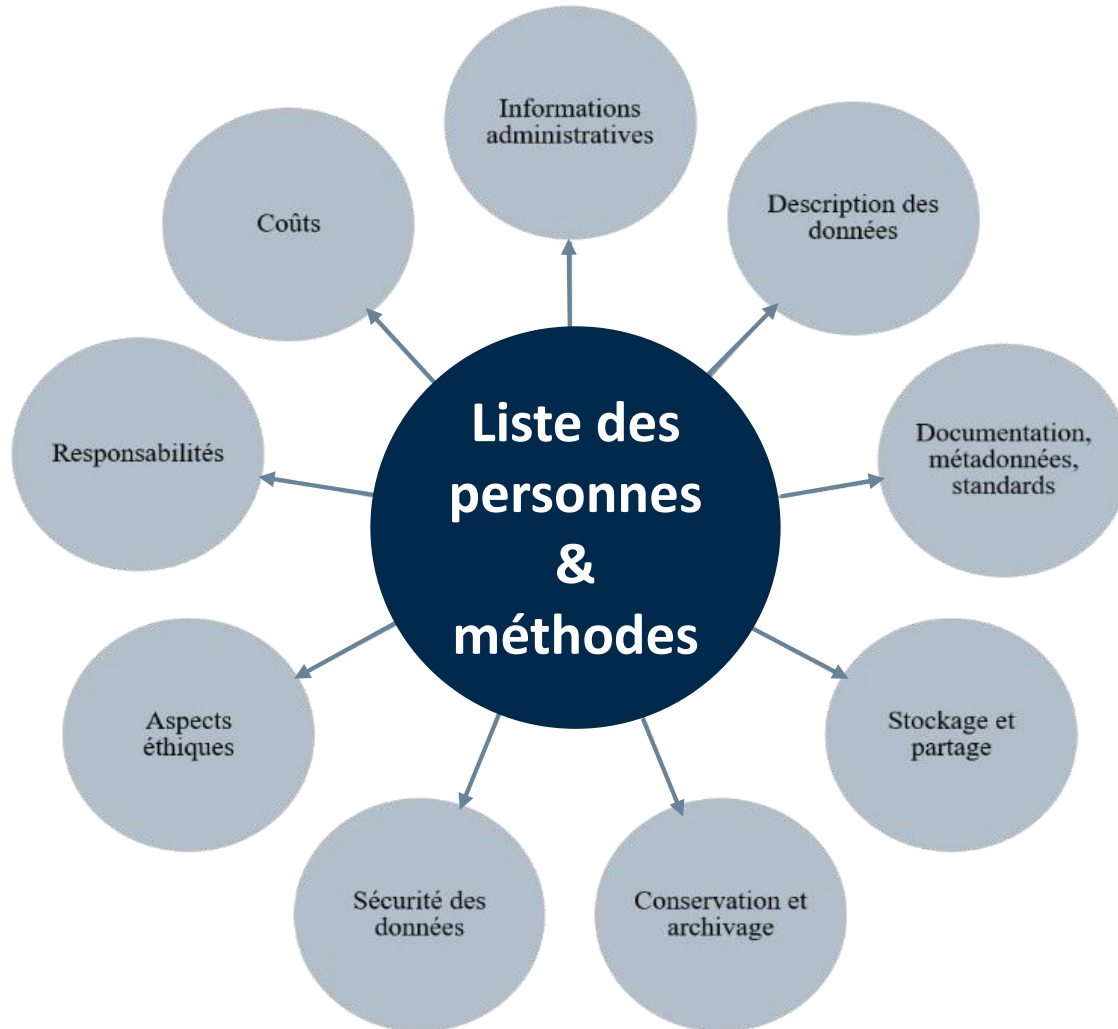 Informations
administratives
Description des
données
Documentation,
métadonnées,
standards
Stockage et
partage
Conservation et
archivage
Sécurité des
données
Aspects
éthiques
Responsabilités
Coûts
Liste des
personnes
&
méthodes